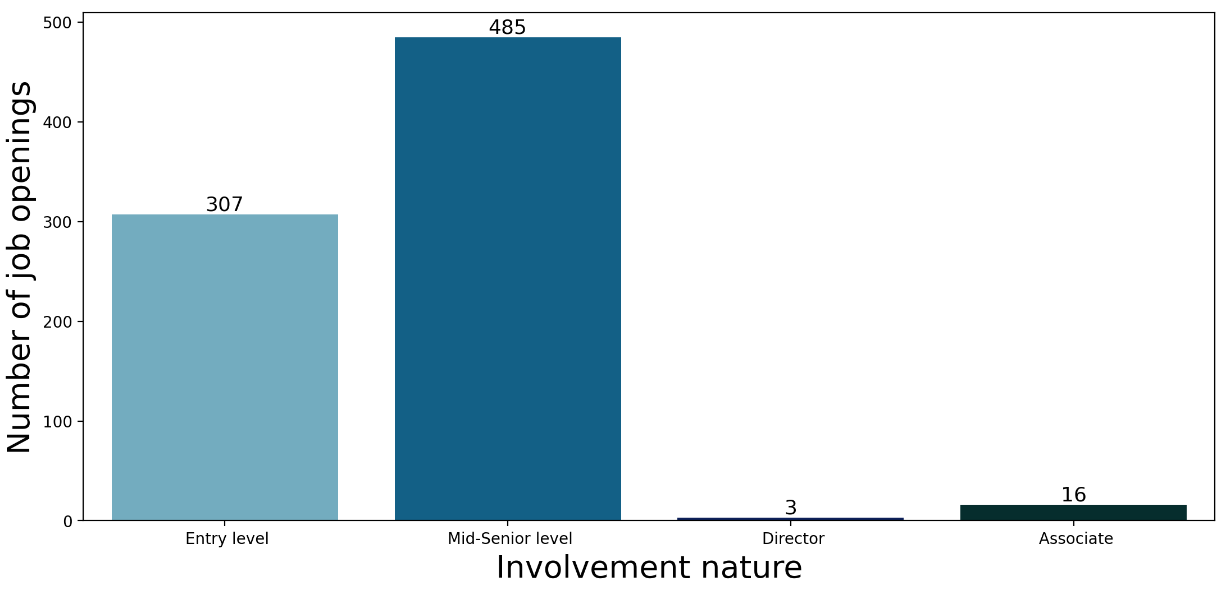 Number of job openings
500
400
300
200
100
0
307
485
3
16
Entry level
Mid-Senior level
Director
Associate
Involvement nature